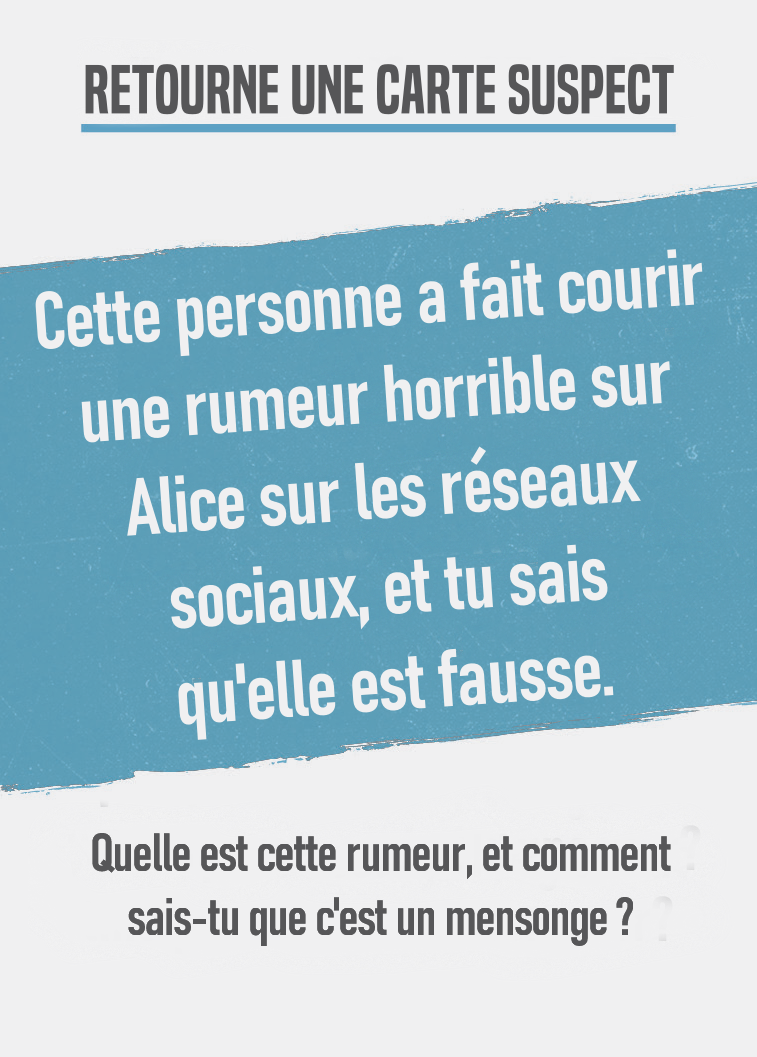 RETOURNE UNE CARTE SUSPECT
Cette personne a fait courir
une rumeur horrible sur
Alice sur les réseaux
sociaux, et tu sais
qu'elle est fausse.
Quelle est cette rumeur, et comment
sais-tu que c'est un mensonge ?